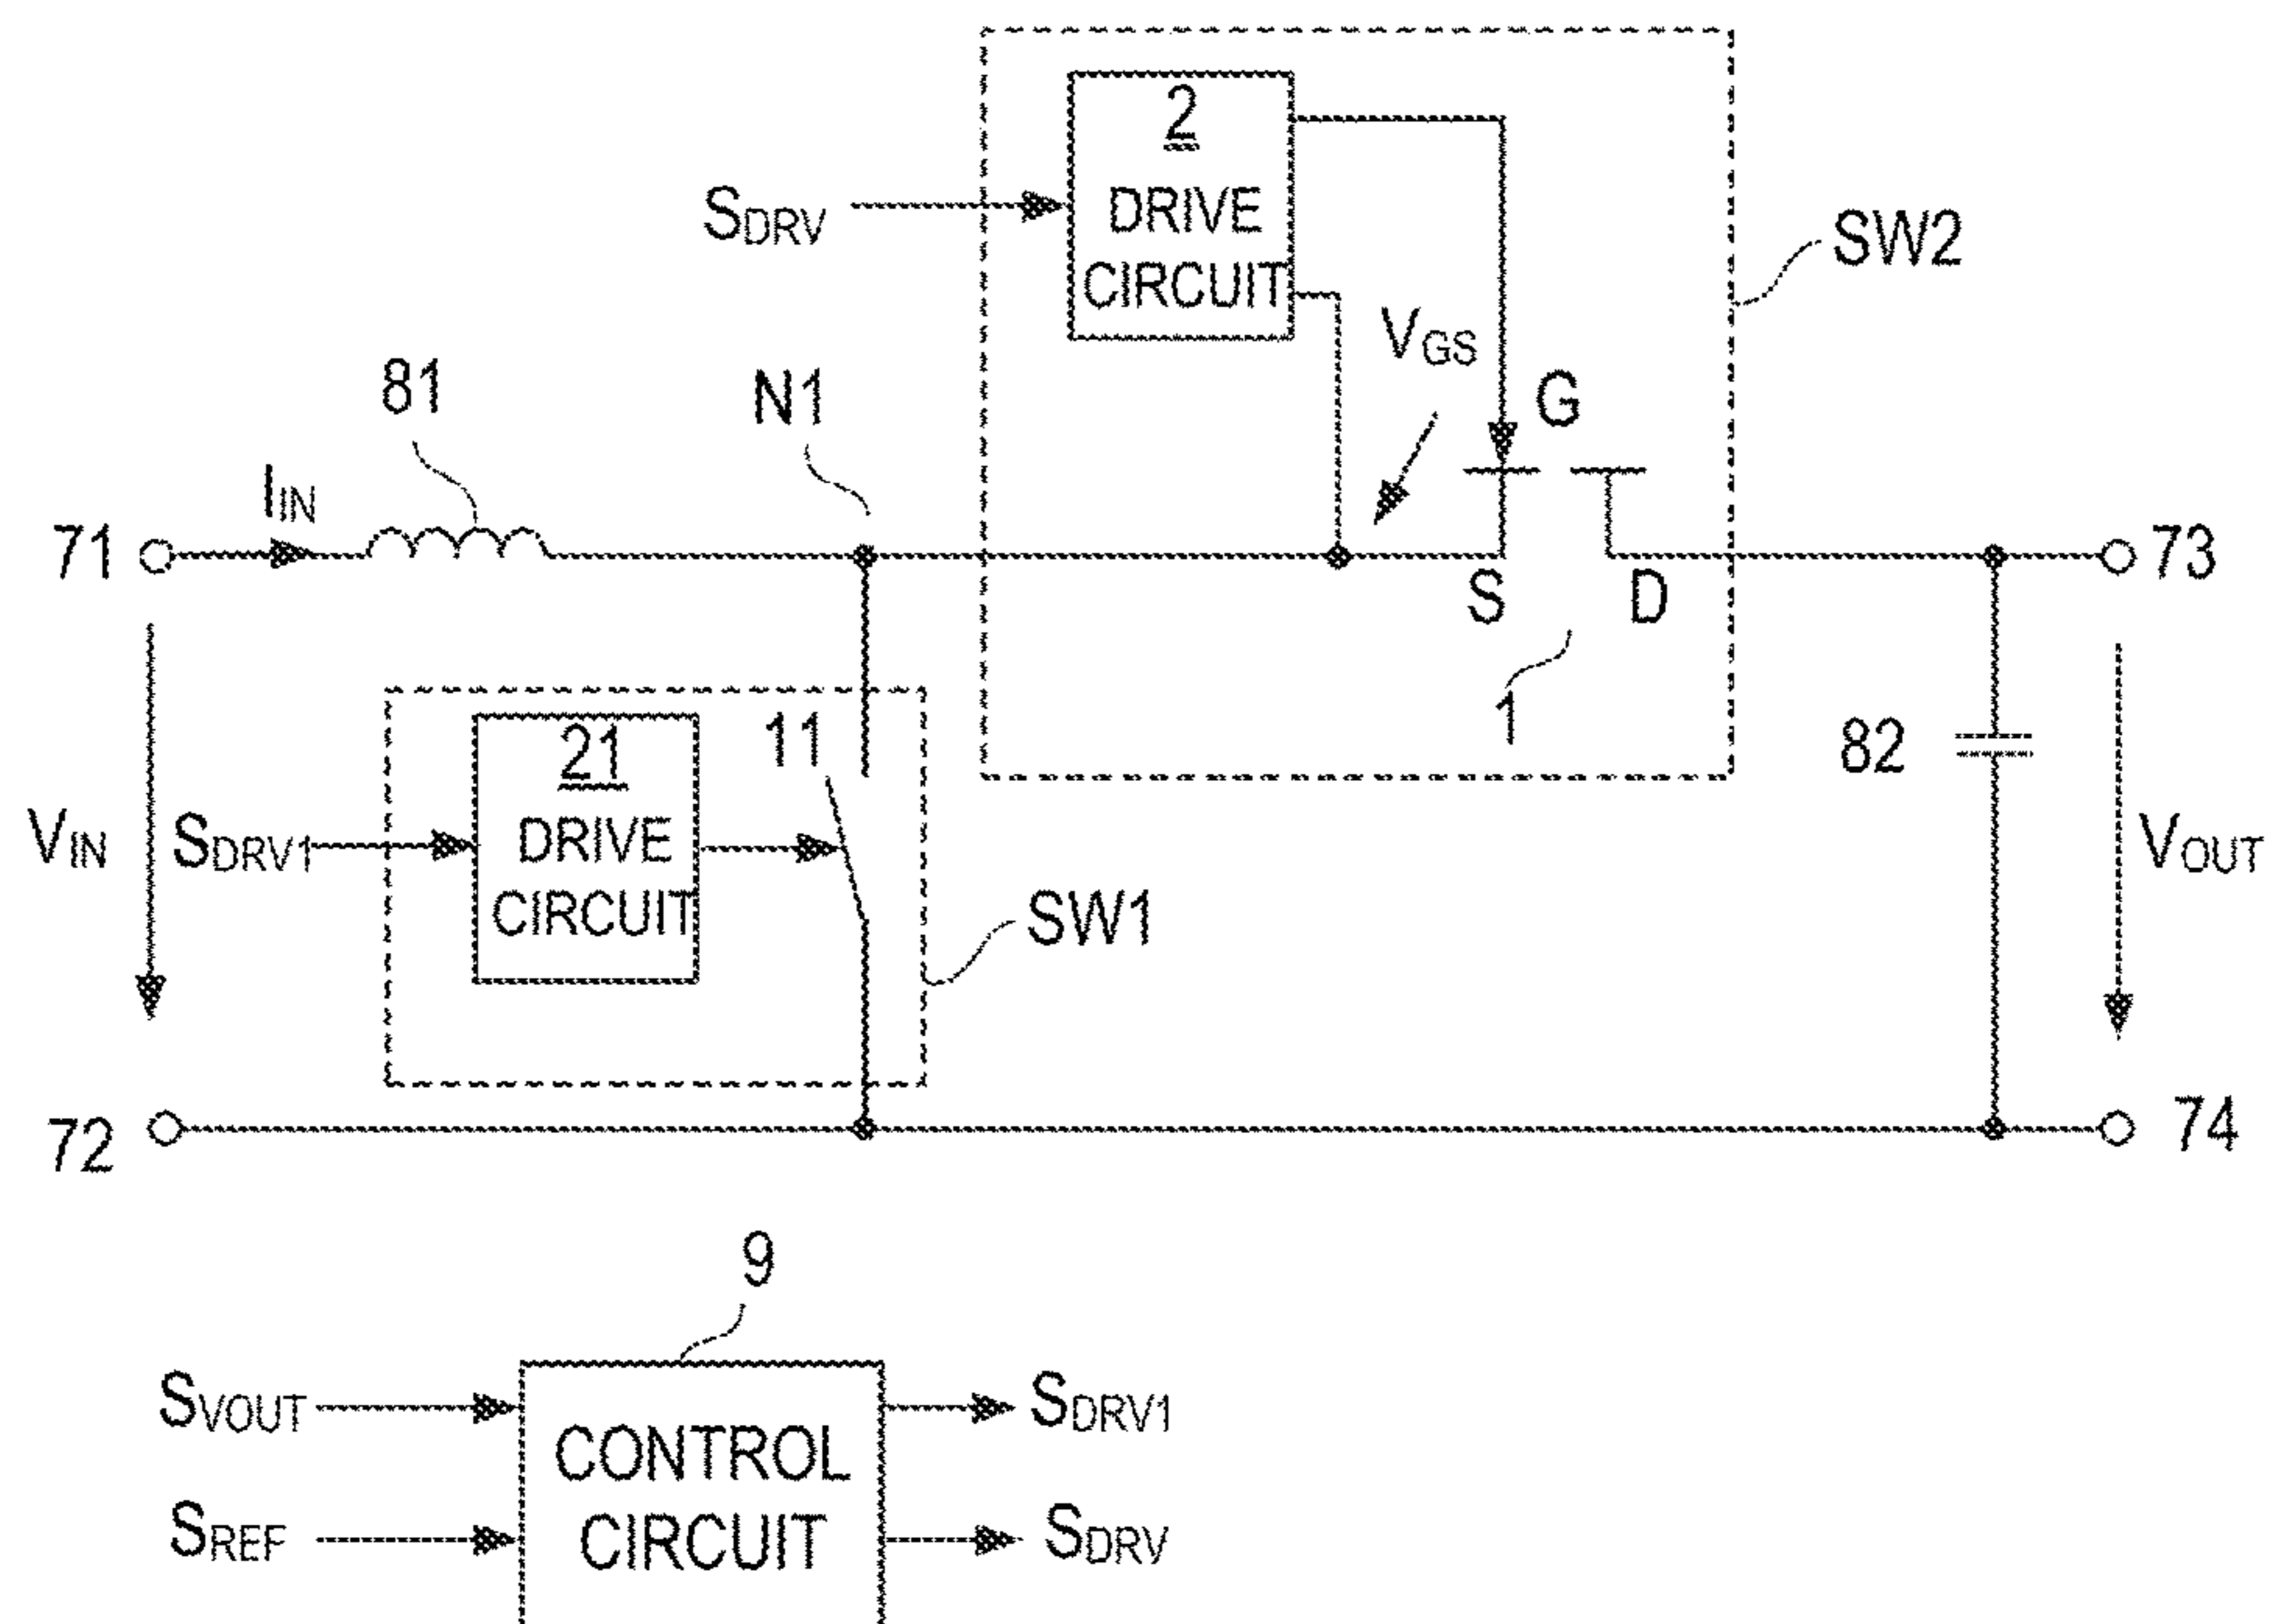 2
DRIVE
CIRCUIT
SDRV
SW2
VGS
81
N1
G
IIN
71
73
S
D
1
21
DRIVE
CIRCUIT
11
82
VIN
SDRV1
VOUT
SW1
72
74
9
SVOUT
SDRV1
CONTROL
CIRCUIT
SREF
SDRV